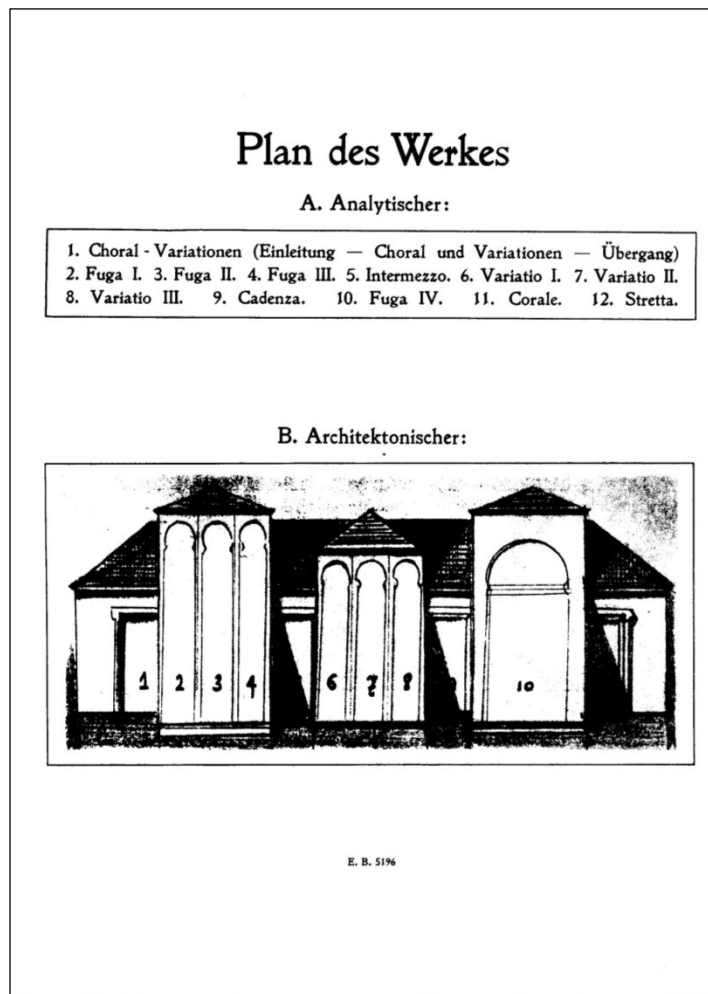 Plan des Werkes
A. Analytischer:
1. Choral - Variationen (Einleitung — Choral und Variationen — Übergang)
2. Fuga I. 3. Fuga II. 4. Fuga III. 5. Intermezzo. 6. Variatio I. 7. Variatio II.
8. Variatio III. 9. Cadenza. 10. Fuga IV. 11. Corale. 12. Stretta.
B. Architektonischer:
1 2 3 4 6 7 8 10
E. B. 5196